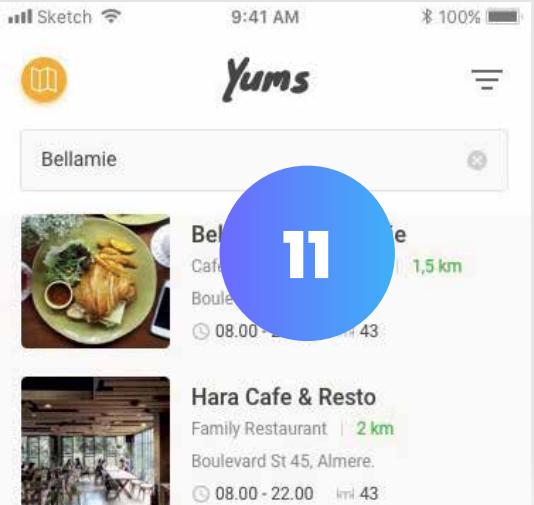 Sketch 9:41 AM 100%
Yums
Bellamie
11
1,5 km
08.00 - 43
Hara Cafe & Resto
Family Restaurant | 2 km
Boulevard St 45, Almere.
08.00 - 22.00 43